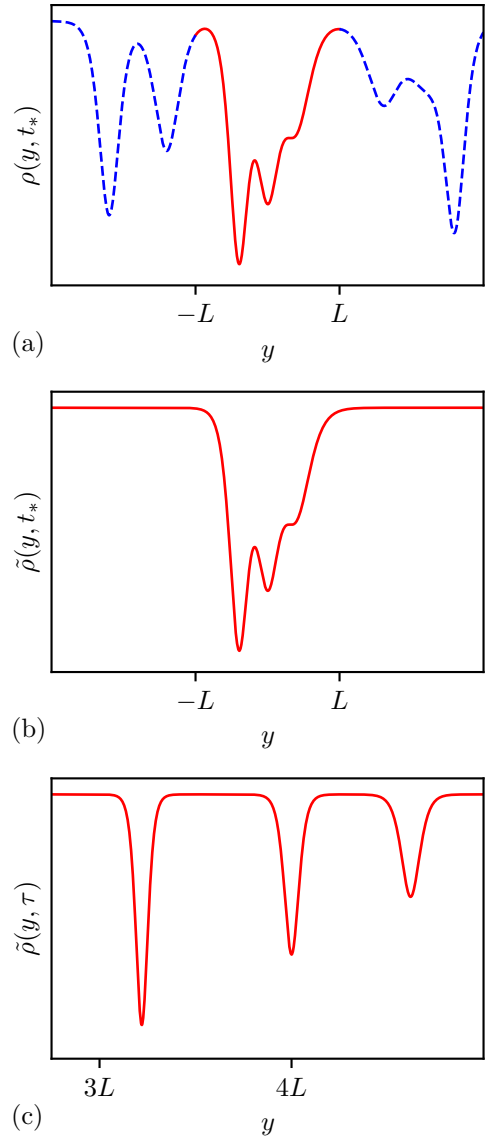 ρ(y, t∗)
−L L
(a) y
ρ̃(y, t∗)
−L L
(b) y
ρ̃(y, τ)
3L 4L
(c) y